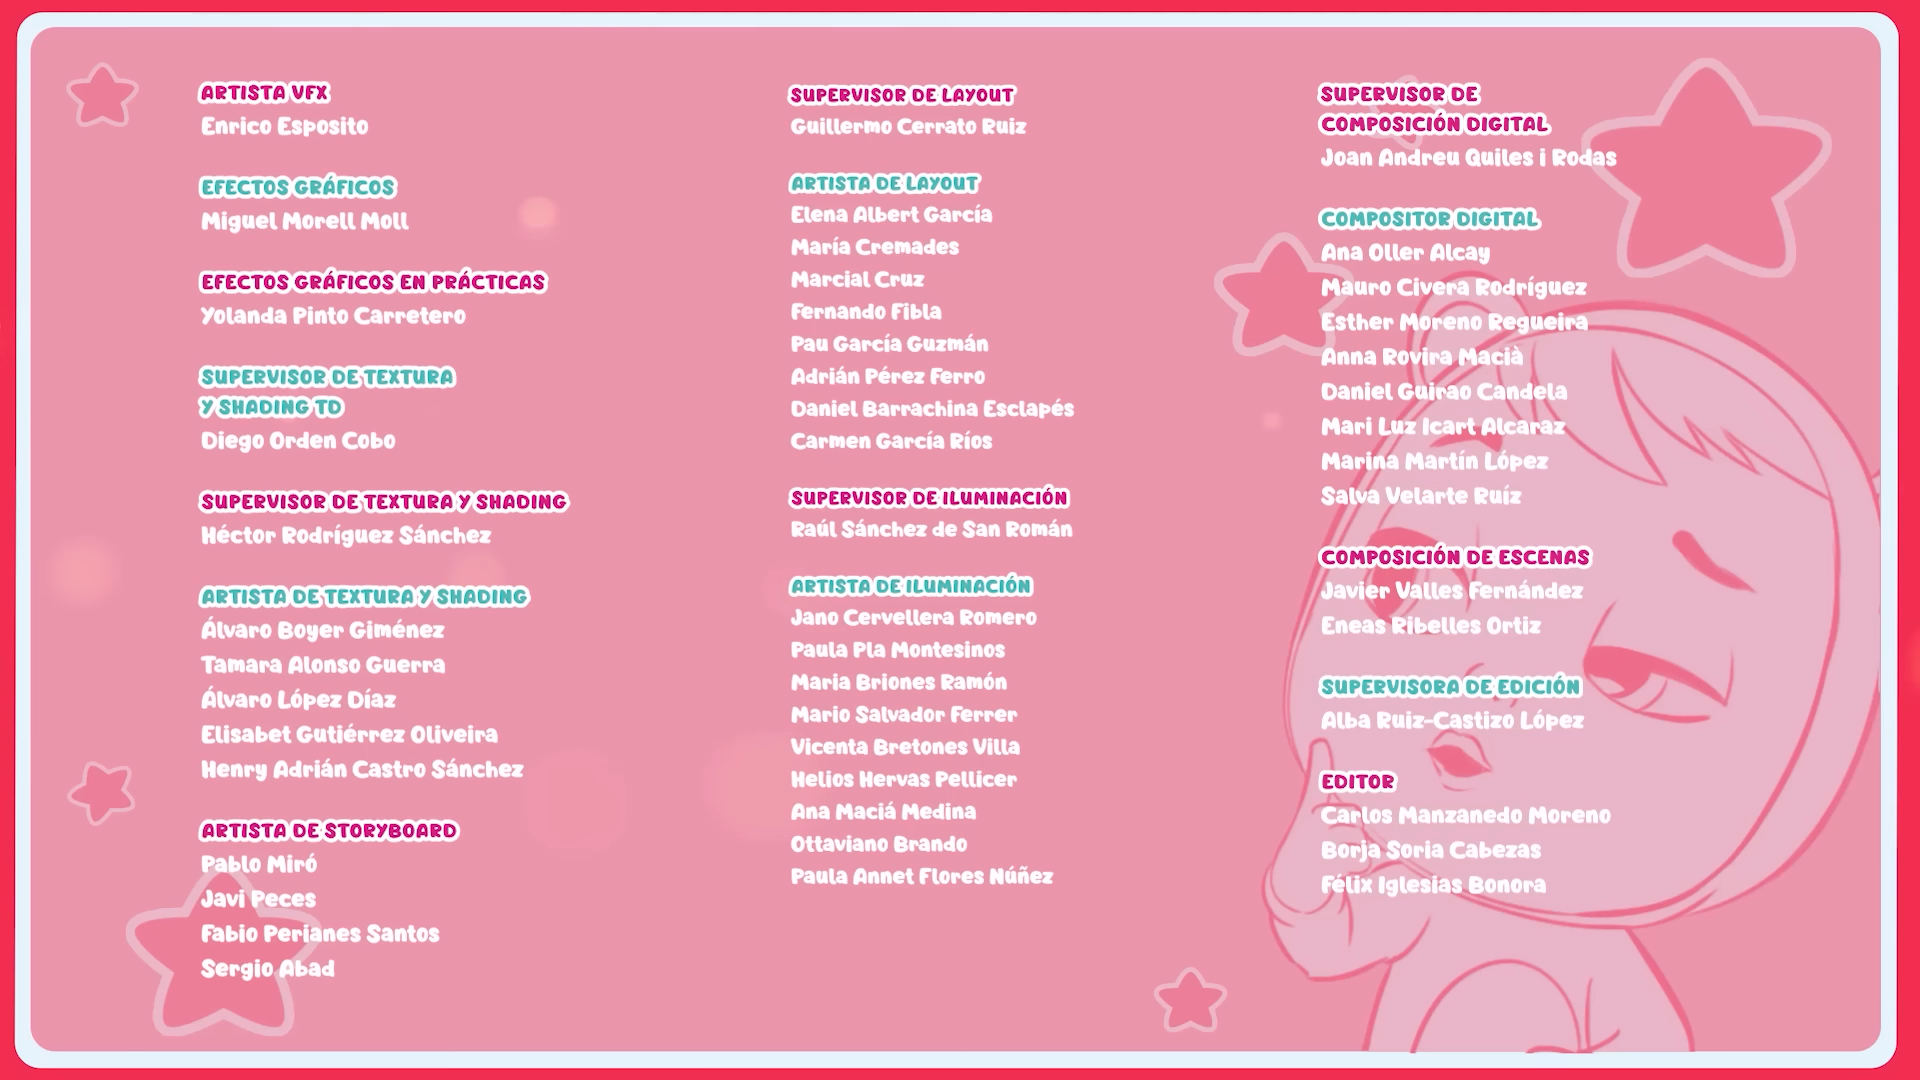 ARTISTA VFX
Enrico Esposito
EFECTOS GRÁFICOS
Miguel Morell Moll
EFECTOS GRÁFICOS EN PRÁCTICAS
Yolanda Pinto Carretero
SUPERVISOR DE TEXTURA
Y SHADING TD
Diego Orden Cobo
SUPERVISOR DE TEXTURA Y SHADING
Héctor Rodríguez Sánchez
ARTISTA DE TEXTURA Y SHADING
Álvaro Boyer Giménez
Tamara Alonso Guerra
Álvaro López Díaz
Elisabet Gutiérrez Oliveira
Henry Adrián Castro Sánchez
ARTISTA DE STORYBOARD
Pablo Miró
Javi Peces
Fabio Perianes Santos
Sergio Abad
SUPERVISOR DE LAYOUT
Guillermo Cerrato Ruiz
ARTISTA DE LAYOUT
Elena Albert García
María Cremades
Marcial Cruz
Fernando Fibla
Pau García Guzmán
Adrián Pérez Ferro
Daniel Barrachina Esclapés
Carmen García Ríos
SUPERVISOR DE ILUMINACIÓN
Raúl Sánchez de San Román
ARTISTA DE ILUMINACIÓN
Jano Cervellera Romero
Paula Pla Montesinos
Maria Briones Ramón
Mario Salvador Ferrer
Vicenta Bretones Villa
Helios Hervas Pellicer
Ana Maciá Medina
Ottaviano Brando
Paula Annet Flores Núñez
SUPERVISOR DE
COMPOSICIÓN DIGITAL
Joan Andreu Quiles i Rodas
COMPOSITOR DIGITAL
Ana Oller Alcay
Mauro Civera Rodríguez
Esther Moreno Regueira
Anna Rovira Macià
Daniel Guirao Candela
Mari Luz Icart Alcaraz
Marina Martín López
Salva Velarte Ruíz
COMPOSICIÓN DE ESCENAS
Javier Valles Fernández
Eneas Ribelles Ortiz
SUPERVISORA DE EDICIÓN
Alba Ruiz-Castizo López
EDITOR
Carlos Manzanedo Moreno
Borja Soria Cabezas
Félix Iglesias Bonora